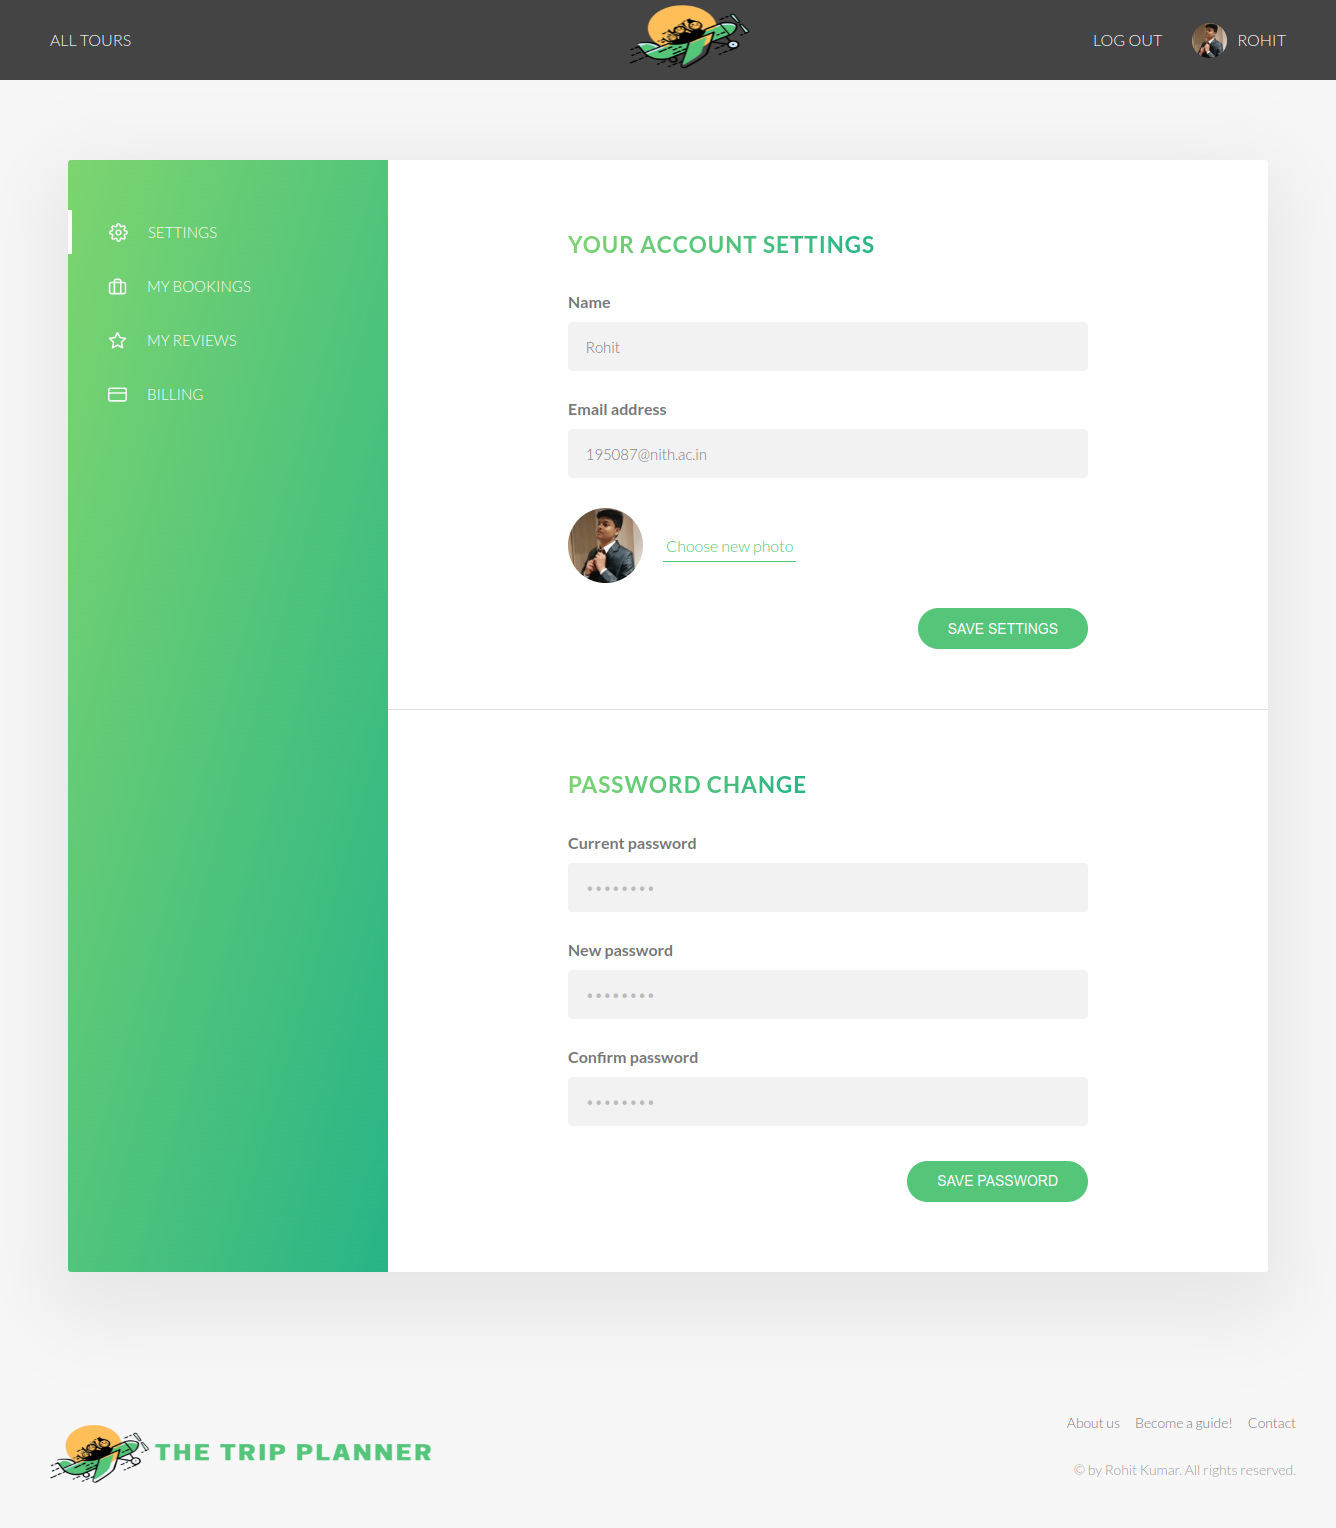 ALL TOURS
LOG OUT
ROHIT
SETTINGS
MY BOOKINGS
MY REVIEWS
BILLING
YOUR ACCOUNT SETTINGS
Name
Rohit
Email address
195087@nith.ac.in
Choose new photo
SAVE SETTINGS
PASSWORD CHANGE
Current password
••••••••
New password
••••••••
Confirm password
••••••••
SAVE PASSWORD
THE TRIP PLANNER
About us Become a guide! Contact
© by Rohit Kumar. All rights reserved.